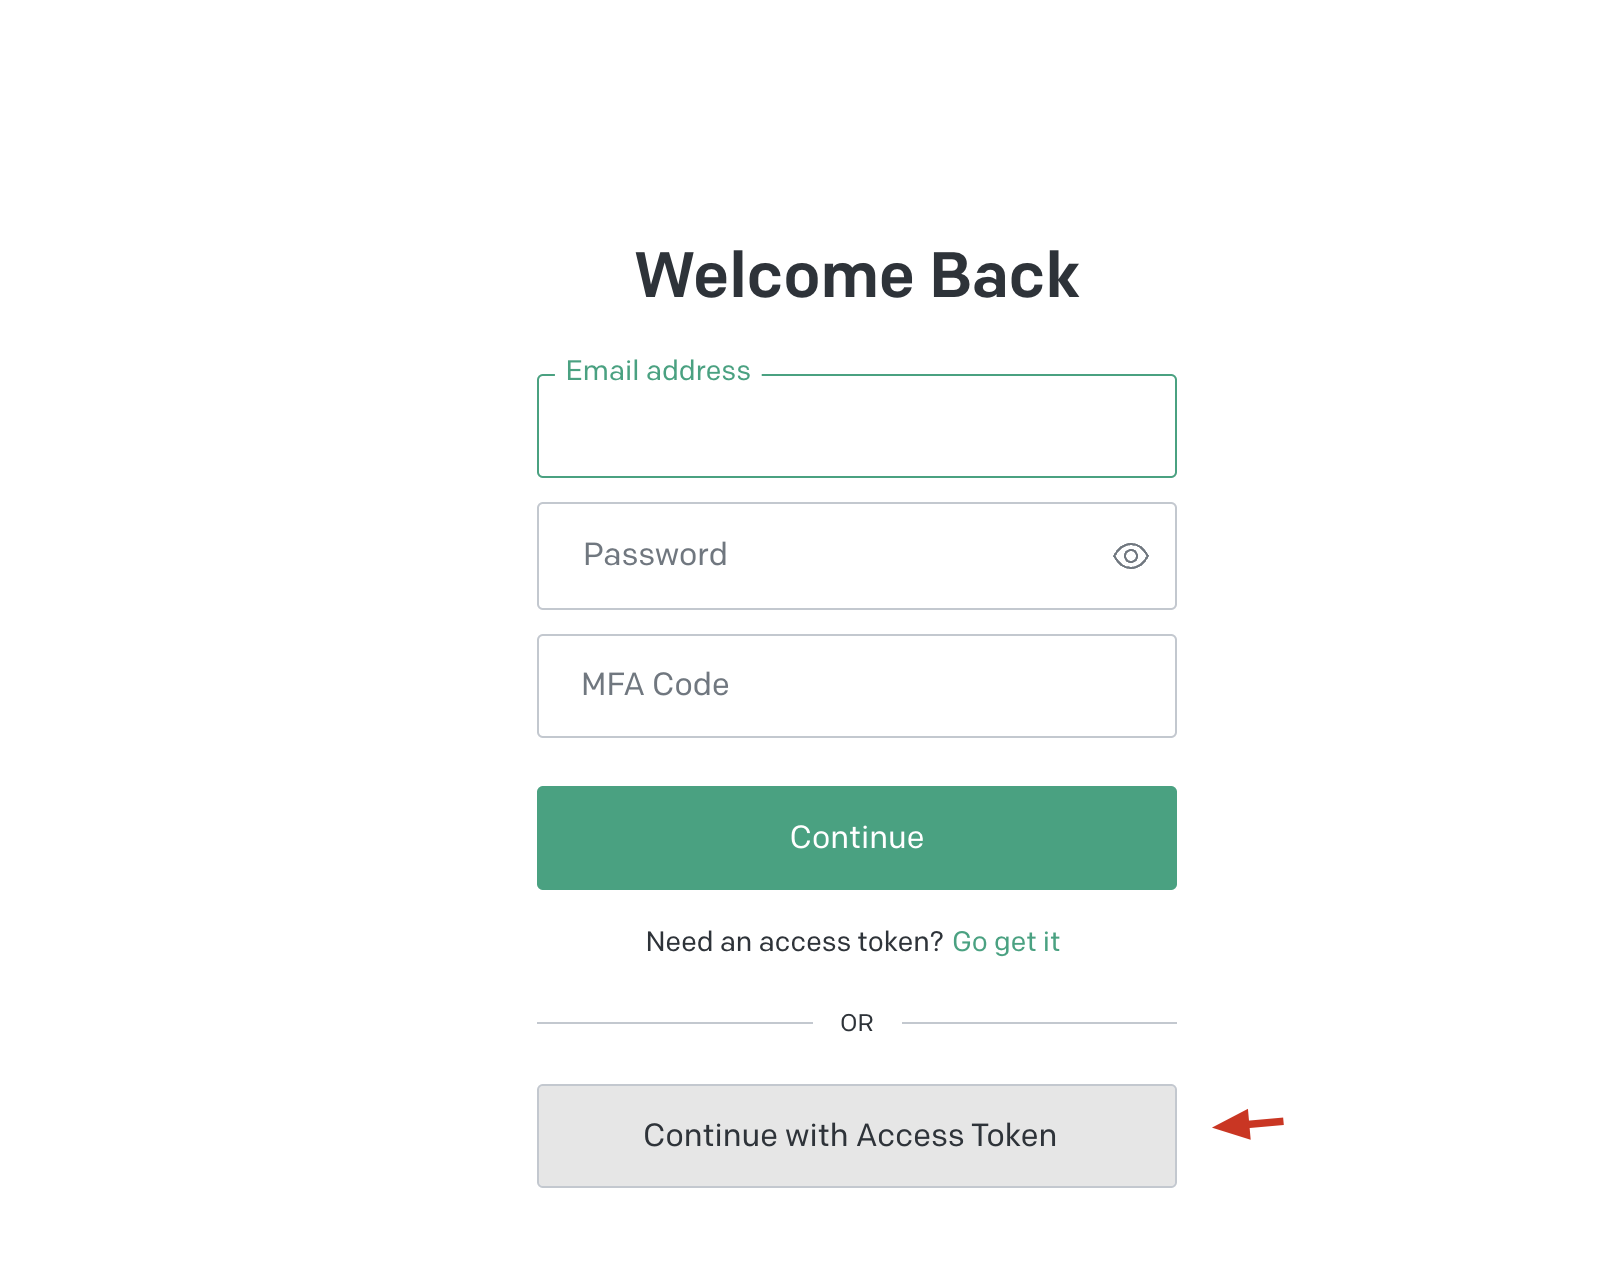 Welcome Back
Email address
Password
MFA Code
Continue
Need an access token? Go get it
OR
Continue with Access Token